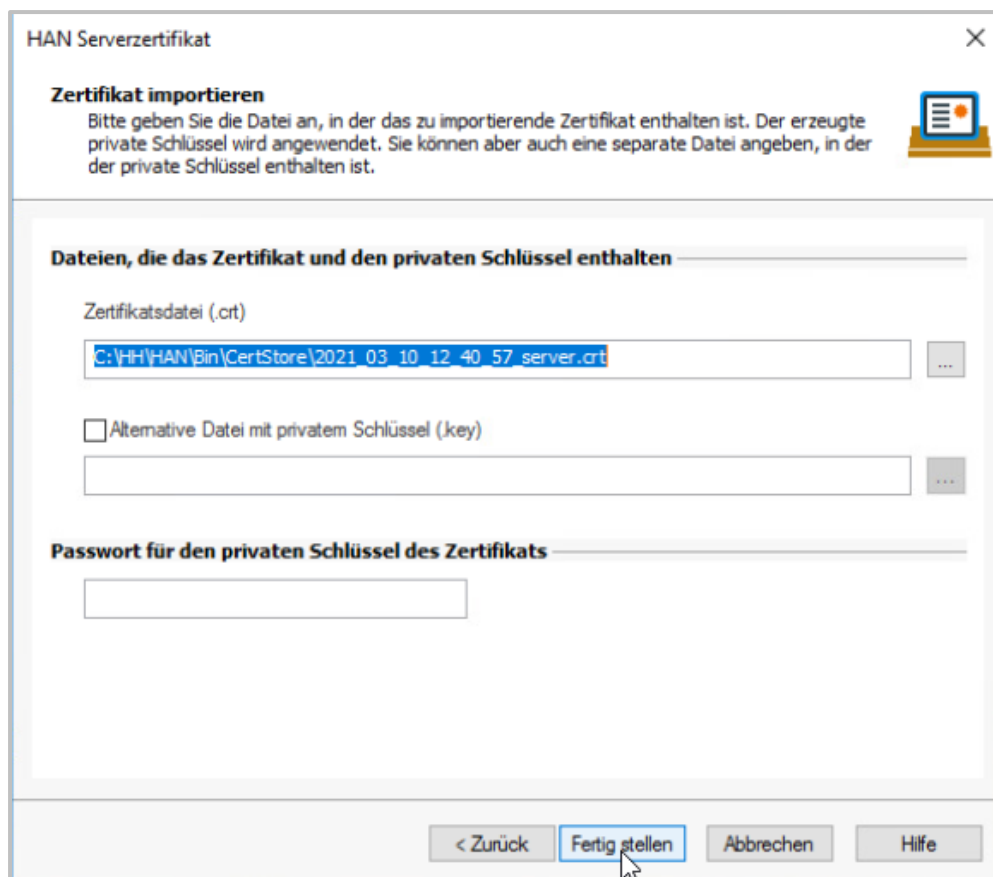 HAN Serverzertifikat
Zertifikat importieren
Bitte geben Sie die Datei an, in der das zu importierende Zertifikat enthalten ist. Der erzeugte
private Schlüssel wird angewendet. Sie können aber auch eine separate Datei angeben, in der
der private Schlüssel enthalten ist.
Dateien, die das Zertifikat und den privaten Schlüssel enthalten
Zertifikatsdatei (.crt)
C:\HH\HAN\Bin\CertStore\2021_03_10_12_40_57_server.crt
...
Alternative Datei mit privatem Schlüssel (.key)
...
Passwort für den privaten Schlüssel des Zertifikats
< Zurück Fertig stellen Abbrechen Hilfe